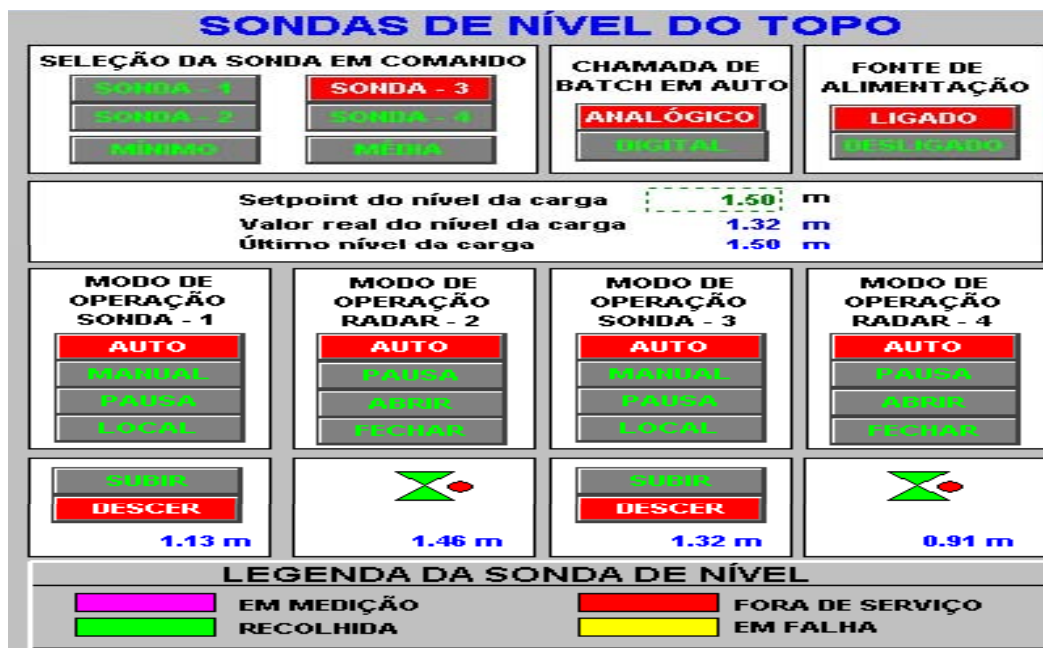 SONDAS DE NÍVEL DO TOPO
SELEÇÃO DA SONDA EM COMANDO
SONDA - 1
SONDA - 3
SONDA - 2
SONDA - 4
MÍNIMO
MÉDIA
CHAMADA DE
BATCH EM AUTO
ANALÓGICO
DIGITAL
FONTE DE
ALIMENTAÇÃO
LIGADO
DESLIGADO
Setpoint do nível da carga 1.50 m
Valor real do nível da carga 1.32 m
Último nível da carga 1.50 m
MODO DE
OPERAÇÃO
SONDA - 1
AUTO
MANUAL
PAUSA
LOCAL
SUBIR
DESCER
1.13 m
MODO DE
OPERAÇÃO
RADAR - 2
AUTO
PAUSA
ABRIR
FECHAR
1.46 m
MODO DE
OPERAÇÃO
SONDA - 3
AUTO
MANUAL
PAUSA
LOCAL
SUBIR
DESCER
1.32 m
MODO DE
OPERAÇÃO
RADAR - 4
AUTO
PAUSA
ABRIR
FECHAR
0.91 m
LEGENDA DA SONDA DE NÍVEL
EM MEDIÇÃO
FORA DE SERVIÇO
RECOLHIDA
EM FALHA